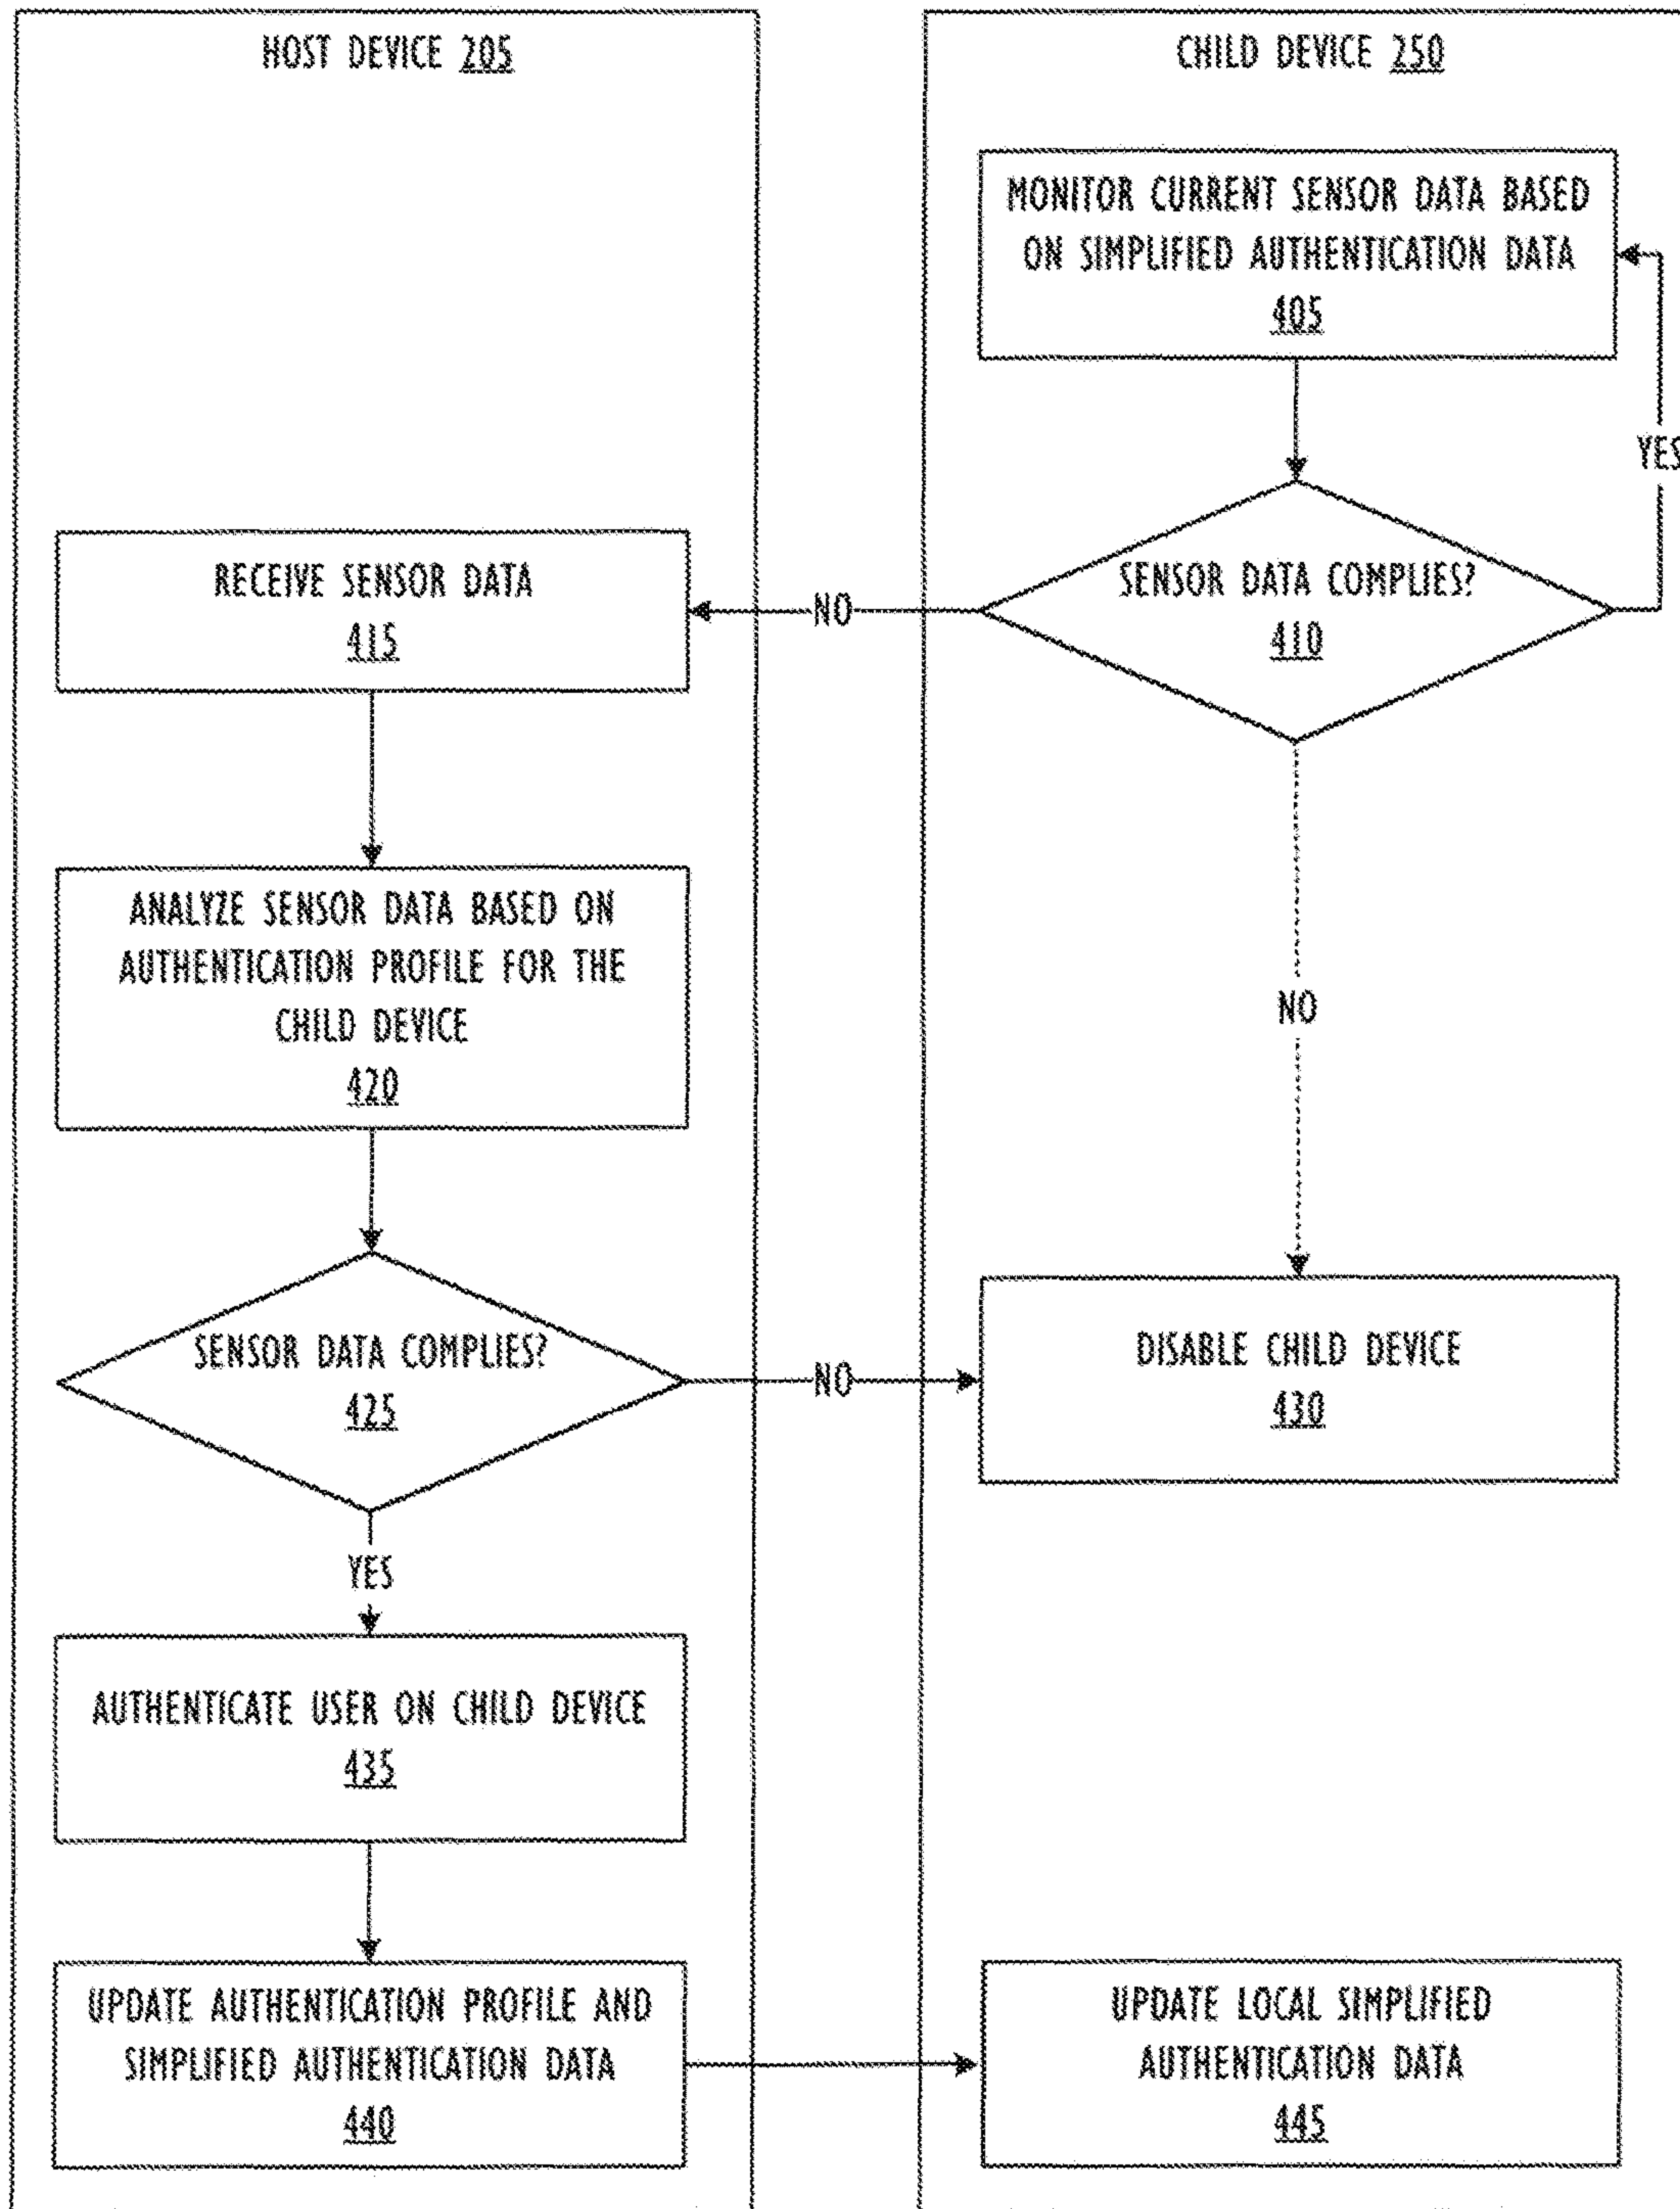 HOST DEVICE 205
CHILD DEVICE 250
MONITOR CURRENT SENSOR DATA BASED
ON SIMPLIFIED AUTHENTICATION DATA
405
YES
SENSOR DATA COMPLIES?
410
NO
RECEIVE SENSOR DATA
415
ANALYZE SENSOR DATA BASED ON
AUTHENTICATION PROFILE FOR THE
CHILD DEVICE
420
NO
SENSOR DATA COMPLIES?
425
NO
DISABLE CHILD DEVICE
430
YES
AUTHENTICATE USER ON CHILD DEVICE
435
UPDATE AUTHENTICATION PROFILE AND
SIMPLIFIED AUTHENTICATION DATA
440
UPDATE LOCAL SIMPLIFIED
AUTHENTICATION DATA
445